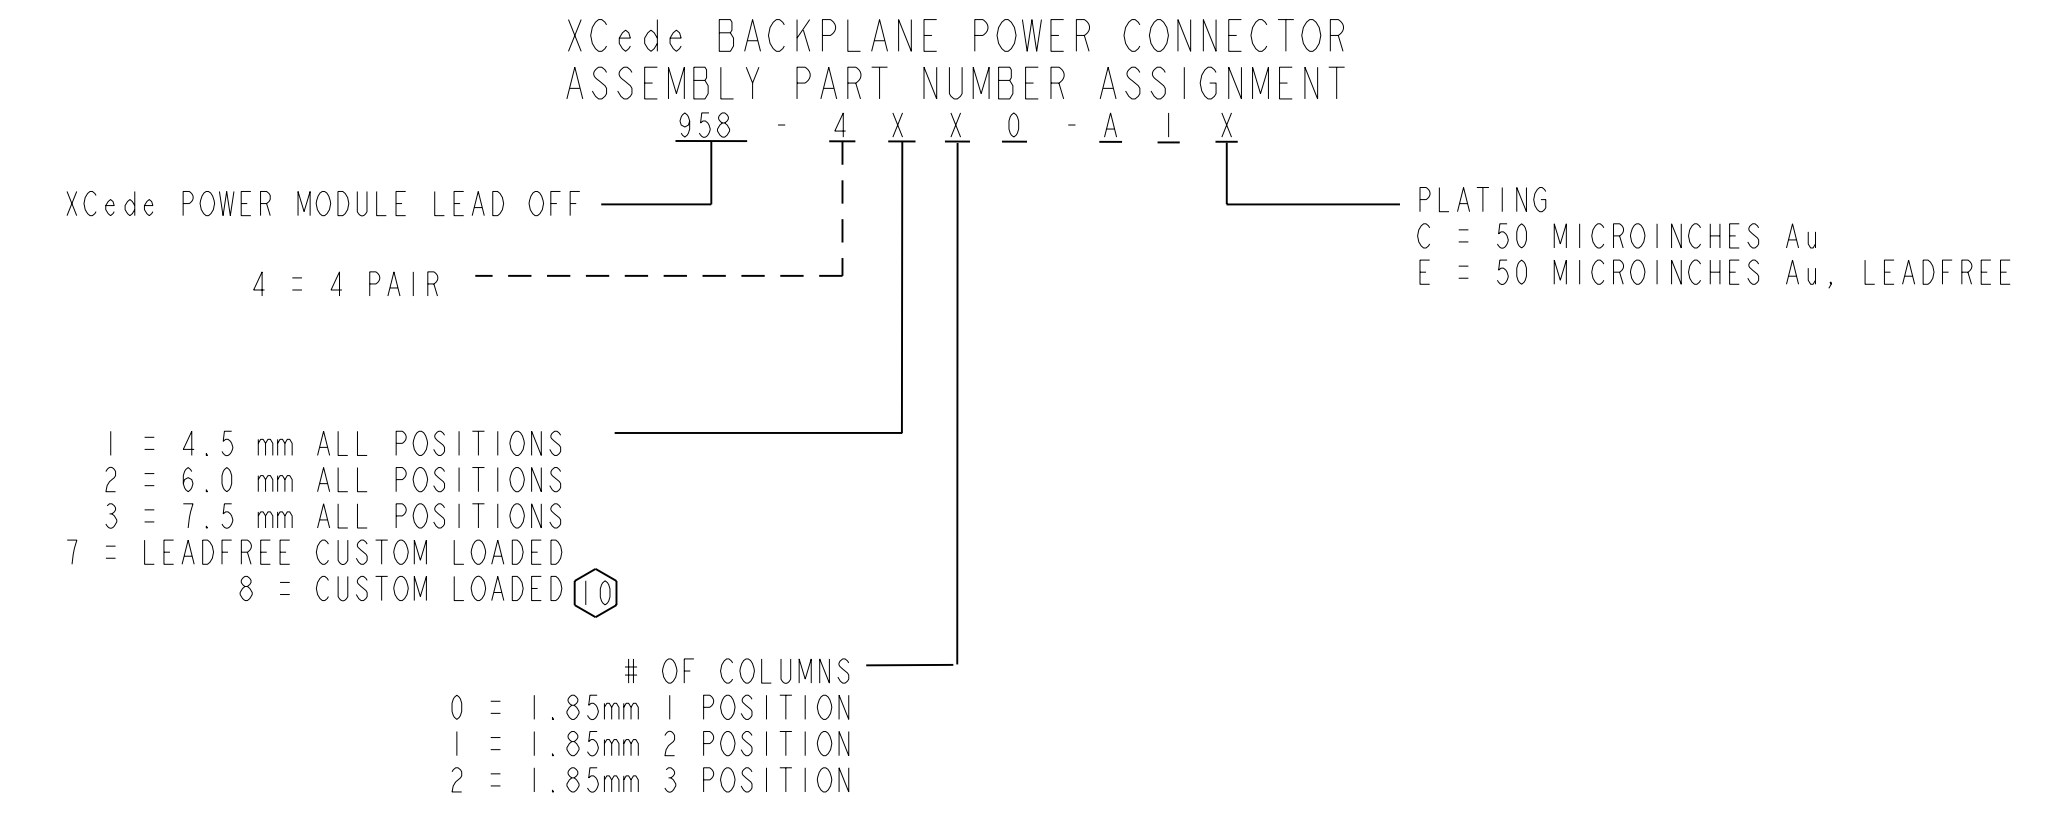 XCede BACKPLANE POWER CONNECTOR
ASSEMBLY PART NUMBER ASSIGNMENT
958 - 4 X X 0 - A 1 X
XCede POWER MODULE LEAD OFF
4 = 4 PAIR
PLATING
C = 50 MICROINCHES Au
E = 50 MICROINCHES Au, LEADFREE
1 = 4.5 mm ALL POSITIONS
2 = 6.0 mm ALL POSITIONS
3 = 7.5 mm ALL POSITIONS
7 = LEADFREE CUSTOM LOADED
8 = CUSTOM LOADED 10
# OF COLUMNS
0 = 1.85mm 1 POSITION
1 = 1.85mm 2 POSITION
2 = 1.85mm 3 POSITION